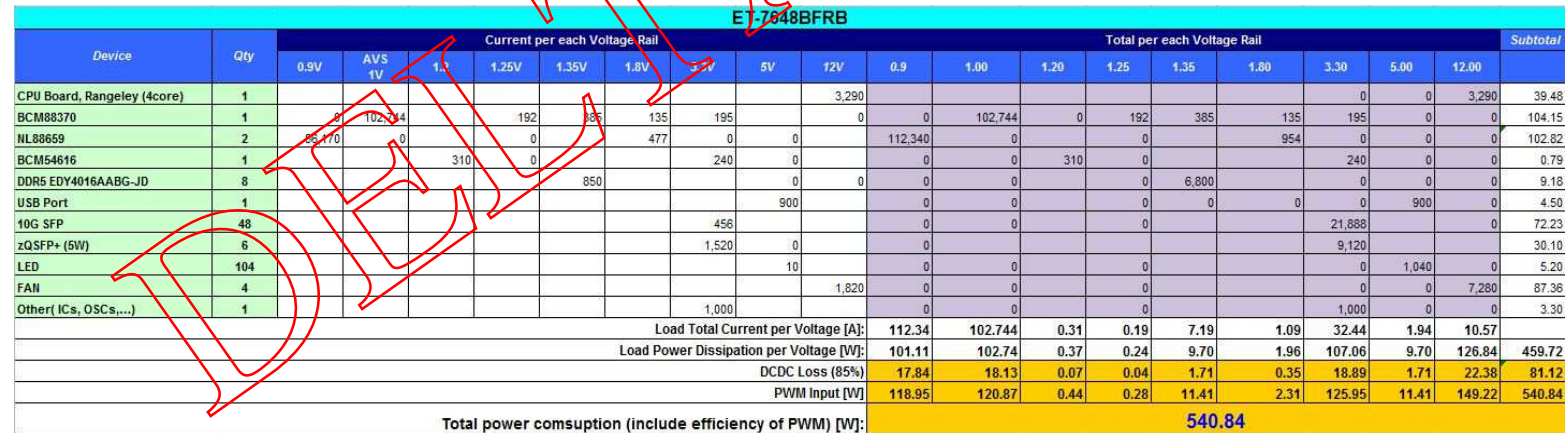 ET-7648BFRB
Device Qty Current per each Voltage Rail Total per each Voltage Rail Subtotal
0.9V AVS 1V 1.2 1.25V 1.35V 1.8V 5V 12V 0.9 1.00 1.20 1.25 1.35 1.80 3.30 5.00 12.00
CPU Board, Rangeley (4core) 1 3,290 0 0 3,290 39.48
BCM88370 1 0 102,744 192 385 135 195 0 0 102,744 0 192 385 135 195 0 0 104.15
NL88659 2 56,170 0 0 477 0 0 112,340 0 0 954 0 0 0 102.82
BCM54616 1 310 0 240 0 0 0 310 0 240 0 0 0.79
DDR5 EDY4016AABG-JD 8 850 0 0 0 0 0 6,800 0 0 0 9.18
USB Port 1 900 0 0 0 0 0 0 900 0 4.50
10G SFP 48 456 0 0 0 21,888 0 72.23
zQSFP+ (5W) 6 1,520 0 0 9,120 30.10
LED 104 10 0 0 0 0 1,040 0 5.20
FAN 4 1,820 0 0 0 0 0 7,280 87.36
Other( ICs, OSCs,...) 1 1,000 0 0 0 1,000 0 0 3.30
Load Total Current per Voltage [A]: 112.34 102.744 0.31 0.19 7.19 1.09 32.44 1.94 10.57
Load Power Dissipation per Voltage [W]: 101.11 102.74 0.37 0.24 9.70 1.96 107.06 9.70 126.84 459.72
DCDC Loss (85%) 17.84 18.13 0.07 0.04 1.71 0.35 18.89 1.71 22.38 81.12
PWM Input [W] 118.95 120.87 0.44 0.28 11.41 2.31 125.95 11.41 149.22 540.84
Total power comsuption (include efficiency of PWM) [W]: 540.84
DELT